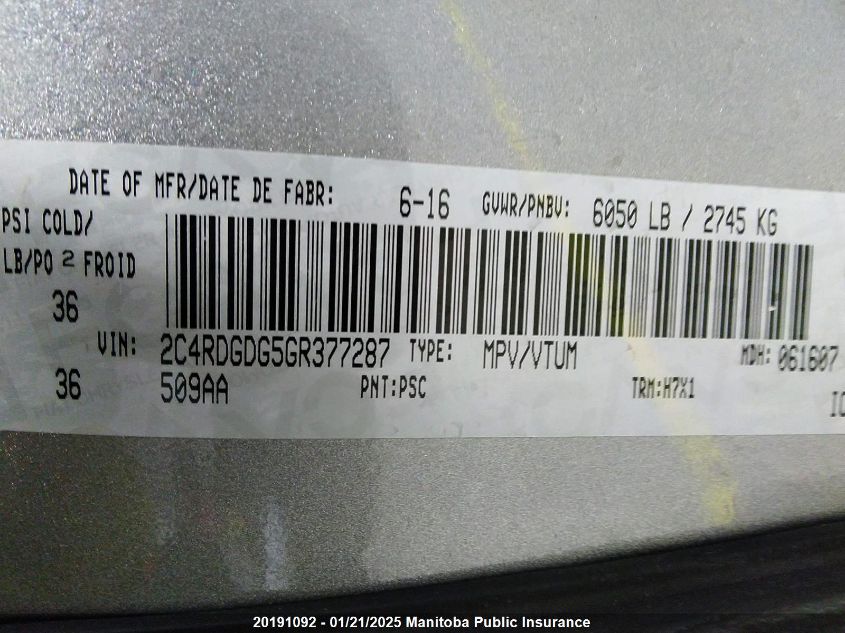 DATE OF MFR/DATE DE FABR: 6-16 GVWR/PNBV: 6050 LB / 2745 KG
PSI COLD/
LB/PO 2 FROID
36
VIN: 2C4RDGDG5GR377287 TYPE: MPV/VTUM MDH: 061607
36 509AA PNT:PSC TRM:H7X1
20191092 - 01/21/2025 Manitoba Public Insurance